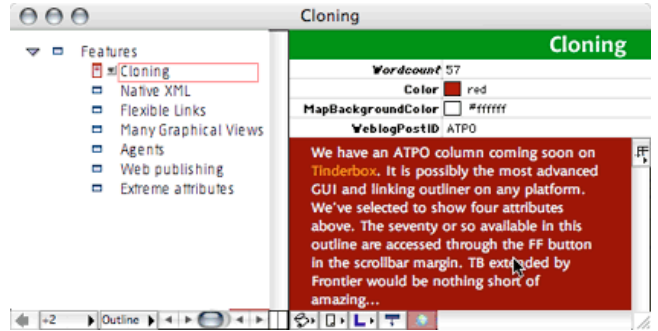 Cloning
Features
Cloning
Native XML
Flexible Links
Many Graphical Views
Agents
Web publishing
Extreme attributes
Cloning
Wordcount 57
Color red
MapBackgroundColor #ffffff
WeblogPostID ATPO
We have an ATPO column coming soon on
Tinderbox. It is possibly the most advanced
GUI and linking outliner on any platform.
We've selected to show four attributes
above. The seventy or so available in this
outline are accessed through the FF button
in the scrollbar margin. TB extended by
Frontier would be nothing short of
amazing...
FF
÷2 Outline